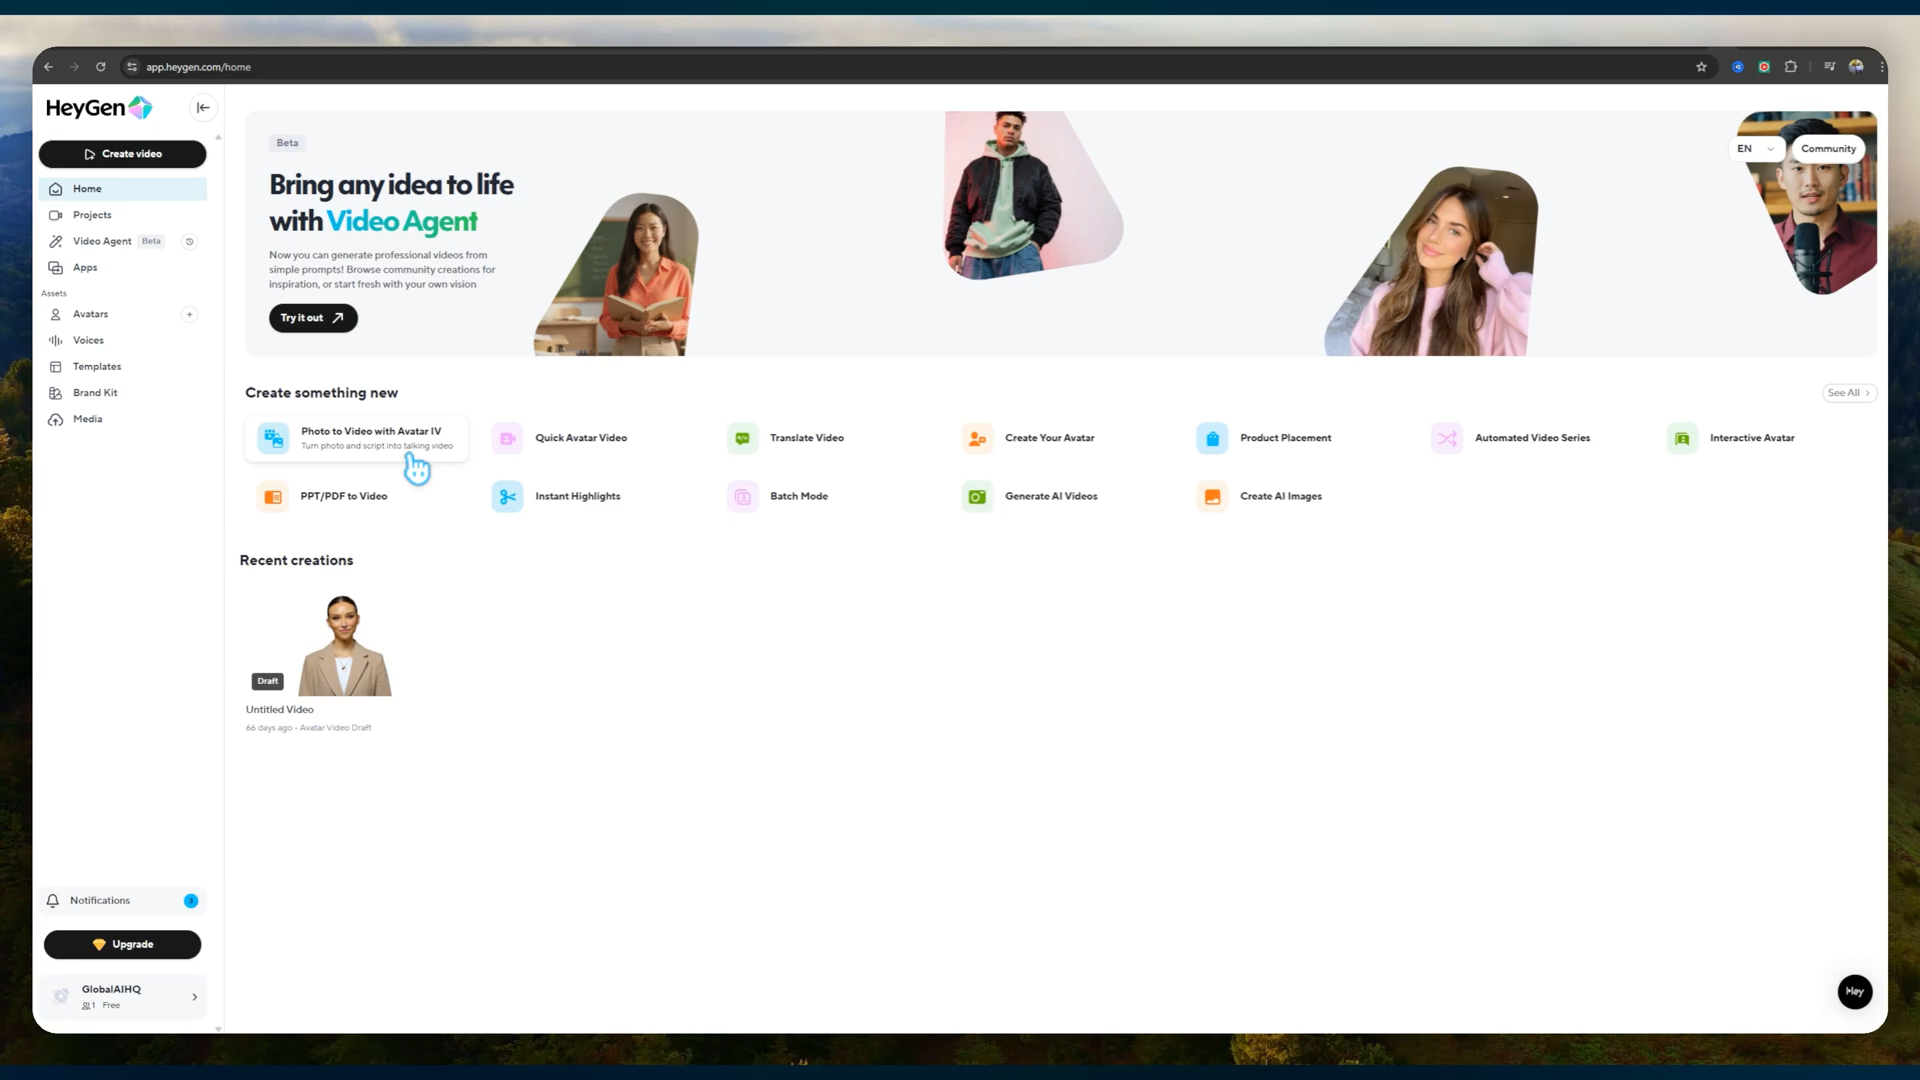 app.heygen.com/home
HeyGen
Create video
Home
Projects
Video Agent Beta
Apps
Assets
Avatars
Voices
Templates
Brand Kit
Media
Notifications 3
Upgrade
GlobalAIHQ
1 Free
Beta
Bring any idea to life
with Video Agent
Now you can generate professional videos from
simple prompts! Browse community creations for
inspiration, or start fresh with your own vision
Try it out
EN
Community
Create something new
See All
Photo to Video with Avatar IV
Turn photo and script into talking video
Quick Avatar Video
Translate Video
Create Your Avatar
Product Placement
Automated Video Series
Interactive Avatar
PPT/PDF to Video
Instant Highlights
Batch Mode
Generate AI Videos
Create AI Images
Recent creations
Draft
Untitled Video
66 days ago • Avatar Video Draft
Hey